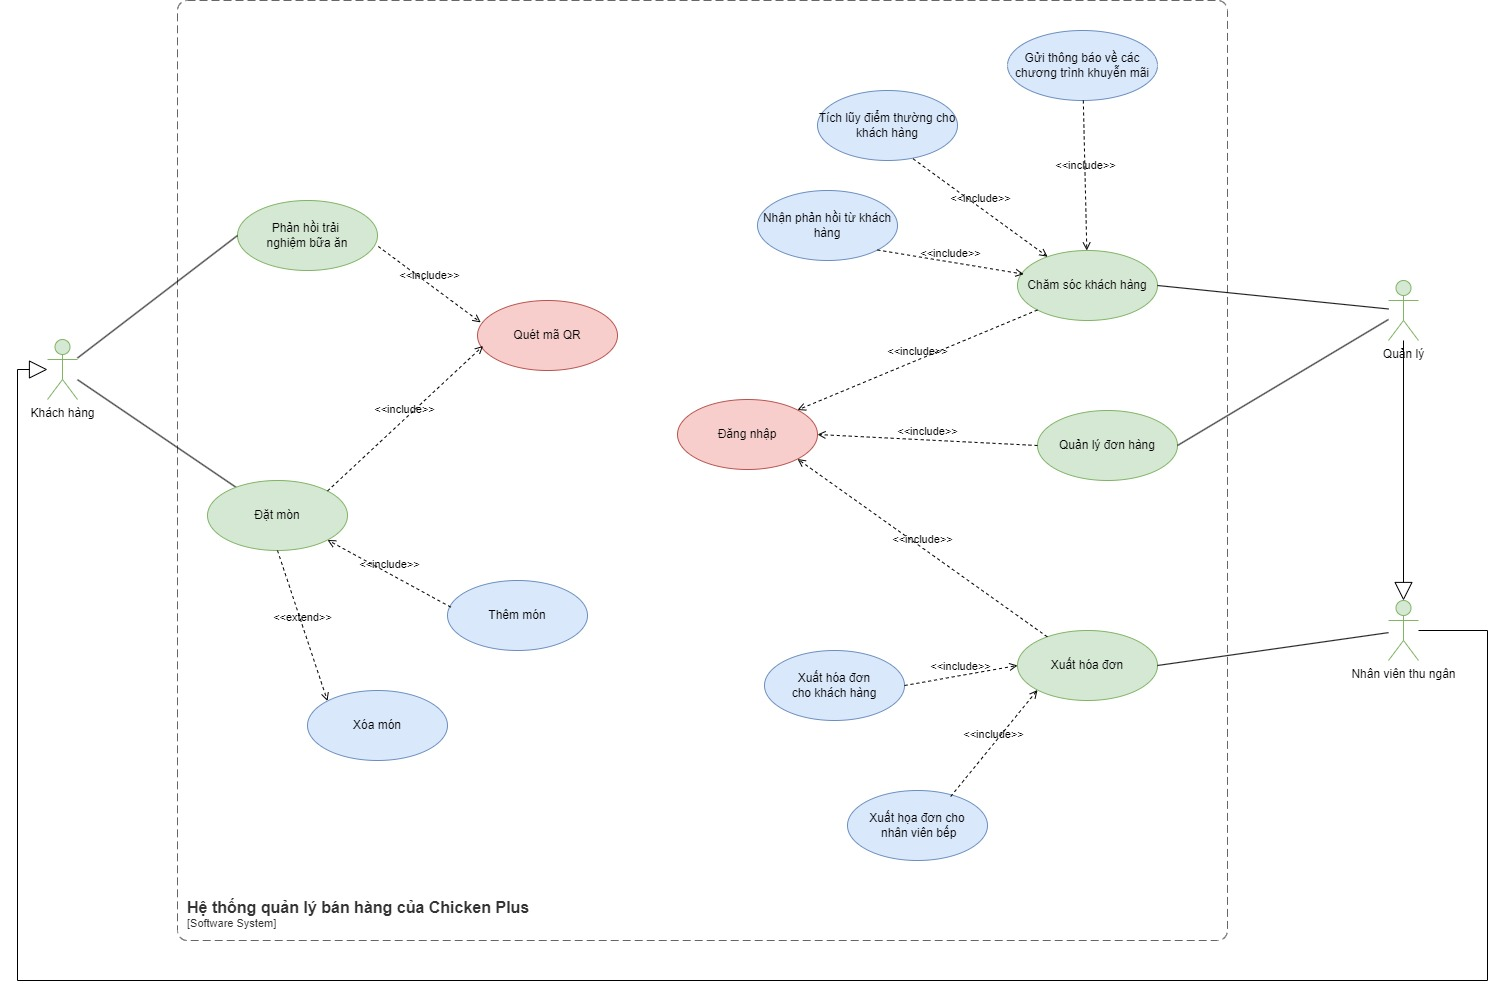 Gửi thông báo về các
chương trình khuyễn mãi
Tích lũy điểm thường cho
khách hàng
<<include>>
<<include>>
Nhận phản hồi từ khách
hàng
<<include>>
Phản hồi trải
nghiệm bữa ăn
<<include>>
Chăm sóc khách hàng
Quét mã QR
Quản lý
<<include>>
Khách hàng
<<include>>
Đăng nhập
<<include>>
Quản lý đơn hàng
Đặt mòn
<<include>>
<<include>>
Thêm món
<<extend>>
Xóa món
Xuất hóa đơn
<<include>>
Xuất hóa đơn
cho khách hàng
Nhân viên thu ngân
<<include>>
Xuất họa đơn cho
nhân viên bếp
Hệ thống quản lý bán hàng của Chicken Plus
[Software System]